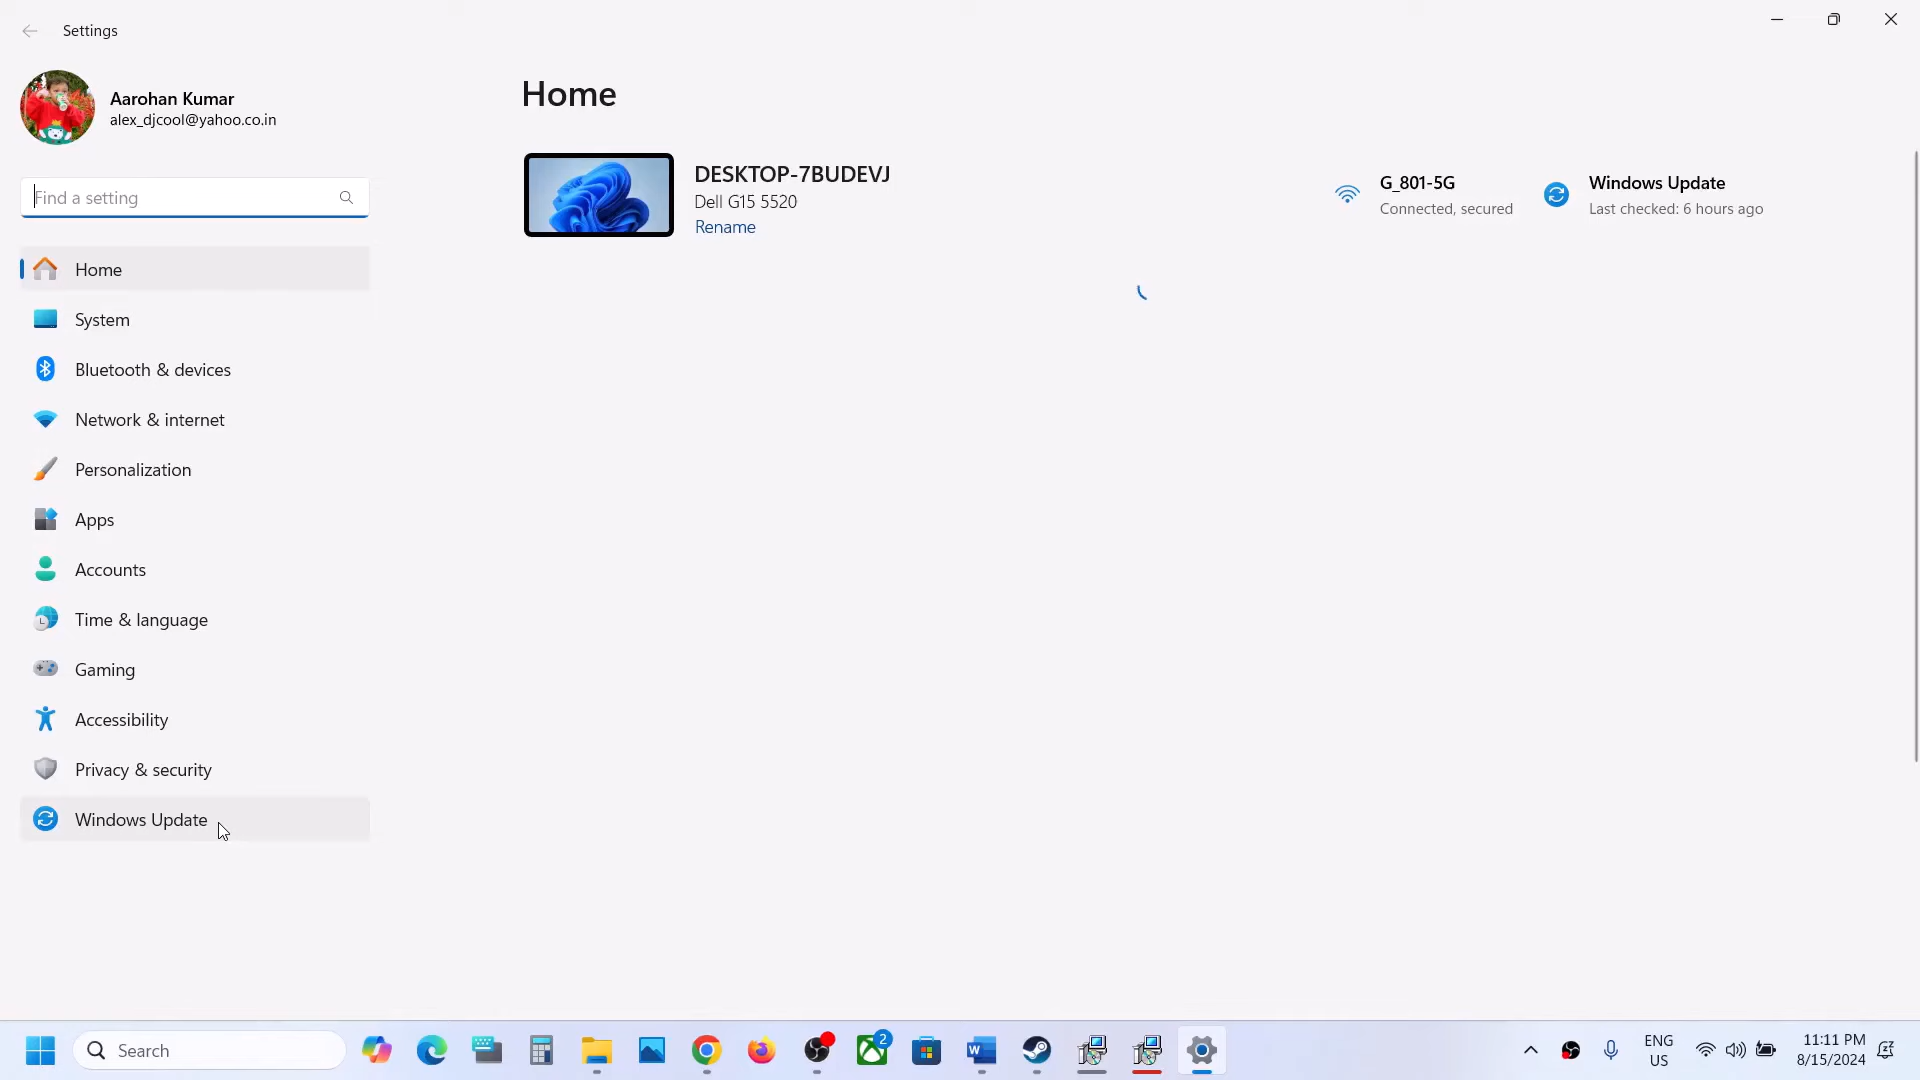 Settings
Aarohan Kumar
alex_djcool@yahoo.co.in
Find a setting
Home
System
Bluetooth & devices
Network & internet
Personalization
Apps
Accounts
Time & language
Gaming
Accessibility
Privacy & security
Windows Update
Home
DESKTOP-7BUDEVJ
Dell G15 5520
Rename
G_801-5G
Connected, secured
Windows Update
Last checked: 6 hours ago
Search
2
ENG
US
11:11 PM
8/15/2024